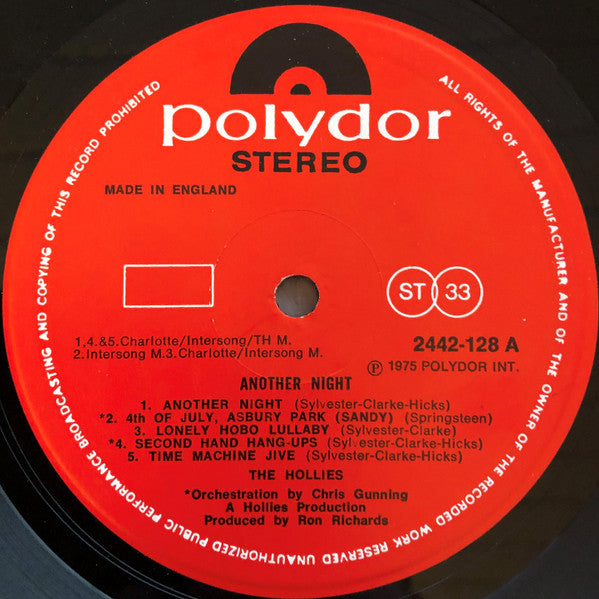 polydor
STEREO
MADE IN ENGLAND
ST 33
1,4.&5. Charlotte/Intersong/TH M.
2. Intersong M.3. Charlotte/Intersong M.
2442-128 A
Ⓟ 1975 POLYDOR INT.
ANOTHER NIGHT
1. ANOTHER NIGHT (Sylvester-Clarke-Hicks)
*2. 4th OF JULY, ASBURY PARK (SANDY) (Springsteen)
3. LONELY HOBO LULLABY (Sylvester-Clarke)
*4. SECOND HAND HANG-UPS (Sylvester-Clarke-Hicks)
5. TIME MACHINE JIVE (Sylvester-Clarke-Hicks)
THE HOLLIES
*Orchestration by Chris Gunning
A Hollies Production
Produced by Ron Richards
ALL RIGHTS OF THE MANUFACTURER AND OF THE OWNER OF THE RECORDED WORK RESERVED UNAUTHORIZED PUBLIC PERFORMANCE BROADCASTING AND COPYING OF THIS RECORD PROHIBITED